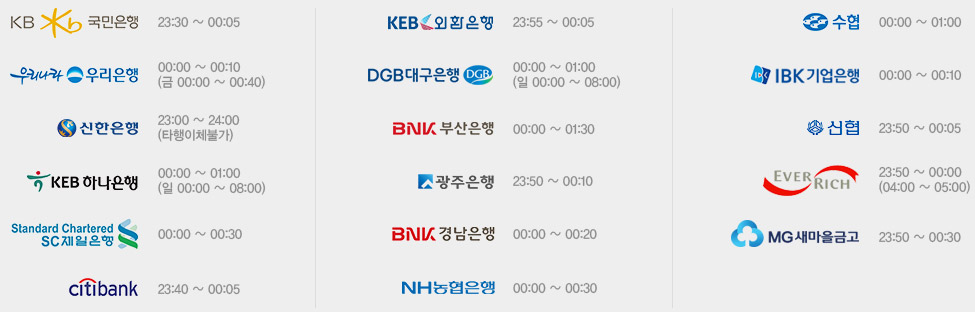 KB Kb 국민은행 23:30 ~ 00:05
우리나라 우리은행 00:00 ~ 00:10
(금 00:00 ~ 00:40)
신한은행 23:00 ~ 24:00
(타행이체불가)
KEB 하나은행 00:00 ~ 01:00
(일 00:00 ~ 08:00)
Standard Chartered
SC제일은행 00:00 ~ 00:30
citibank 23:40 ~ 00:05
KEB 외환은행 23:55 ~ 00:05
DGB대구은행 DGB 00:00 ~ 01:00
(일 00:00 ~ 08:00)
BNK 부산은행 00:00 ~ 01:30
광주은행 23:50 ~ 00:10
BNK 경남은행 00:00 ~ 00:20
NH농협은행 00:00 ~ 00:30
수협 00:00 ~ 01:00
IBK IBK기업은행 00:00 ~ 00:10
신협 23:50 ~ 00:05
EVER RICH 23:50 ~ 00:00
(04:00 ~ 05:00)
MG새마을금고 23:50 ~ 00:30